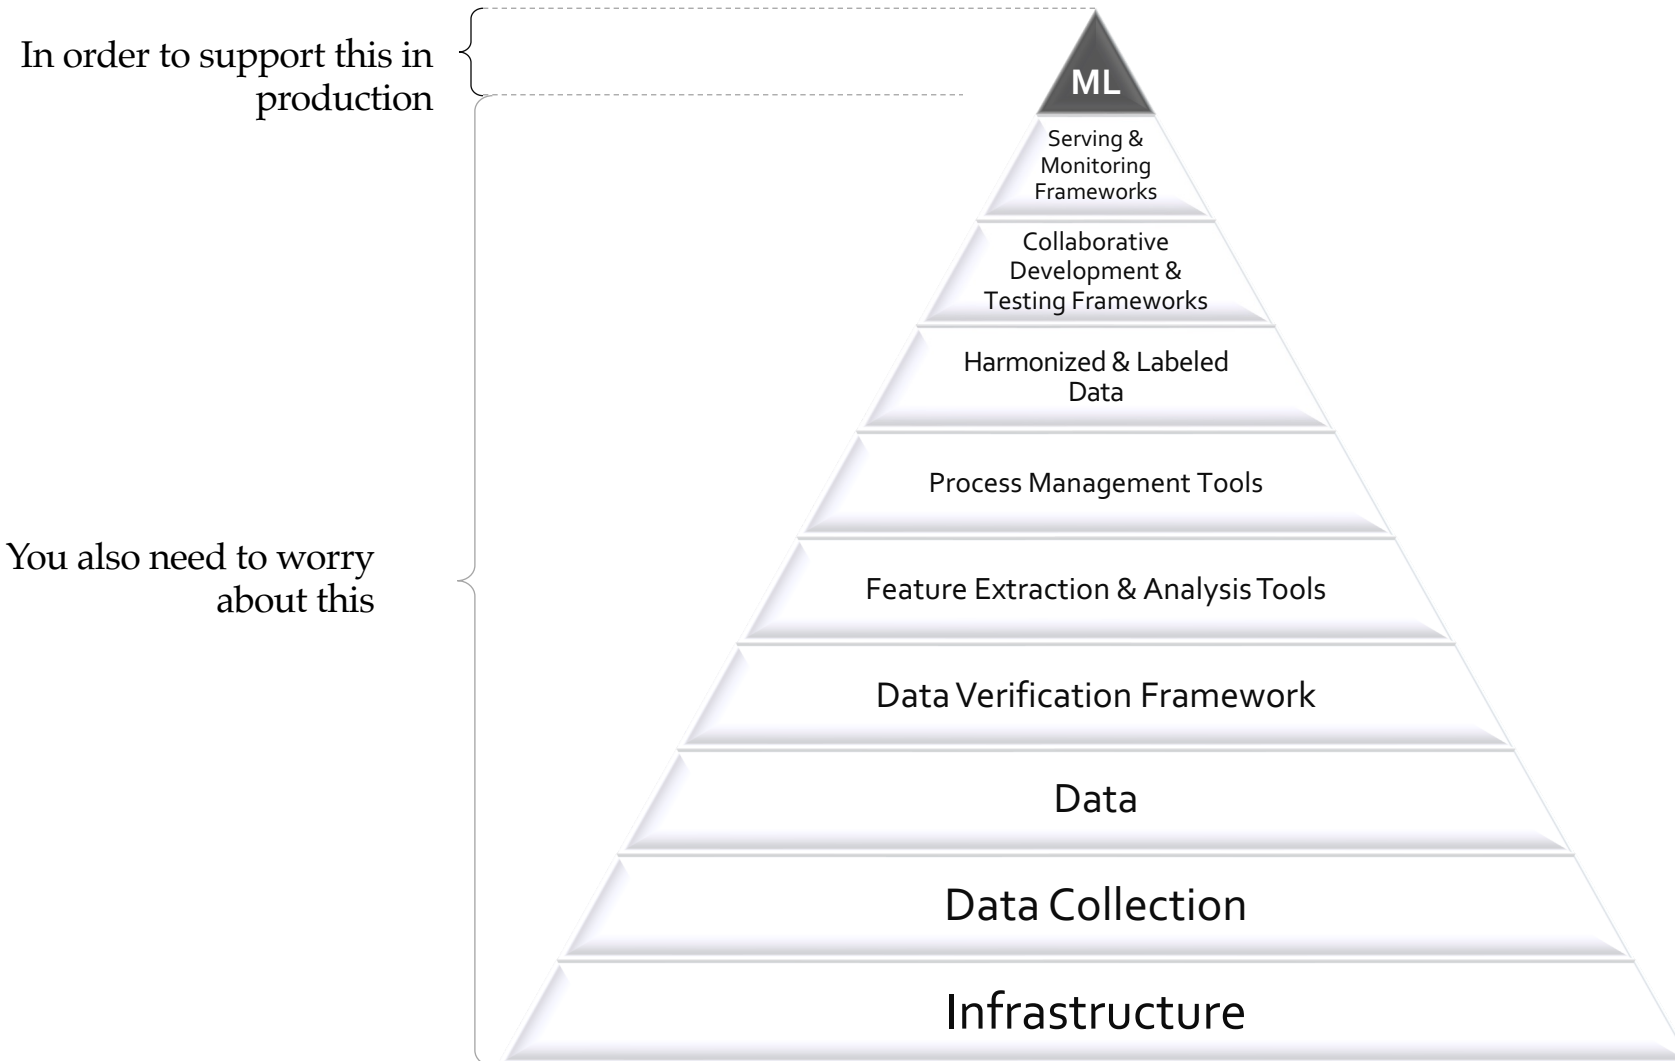 In order to support this in
production
ML
Serving &
Monitoring
Frameworks
Collaborative
Development &
Testing Frameworks
Harmonized & Labeled
Data
Process Management Tools
You also need to worry
about this
Feature Extraction & Analysis Tools
Data Verification Framework
Data
Data Collection
Infrastructure